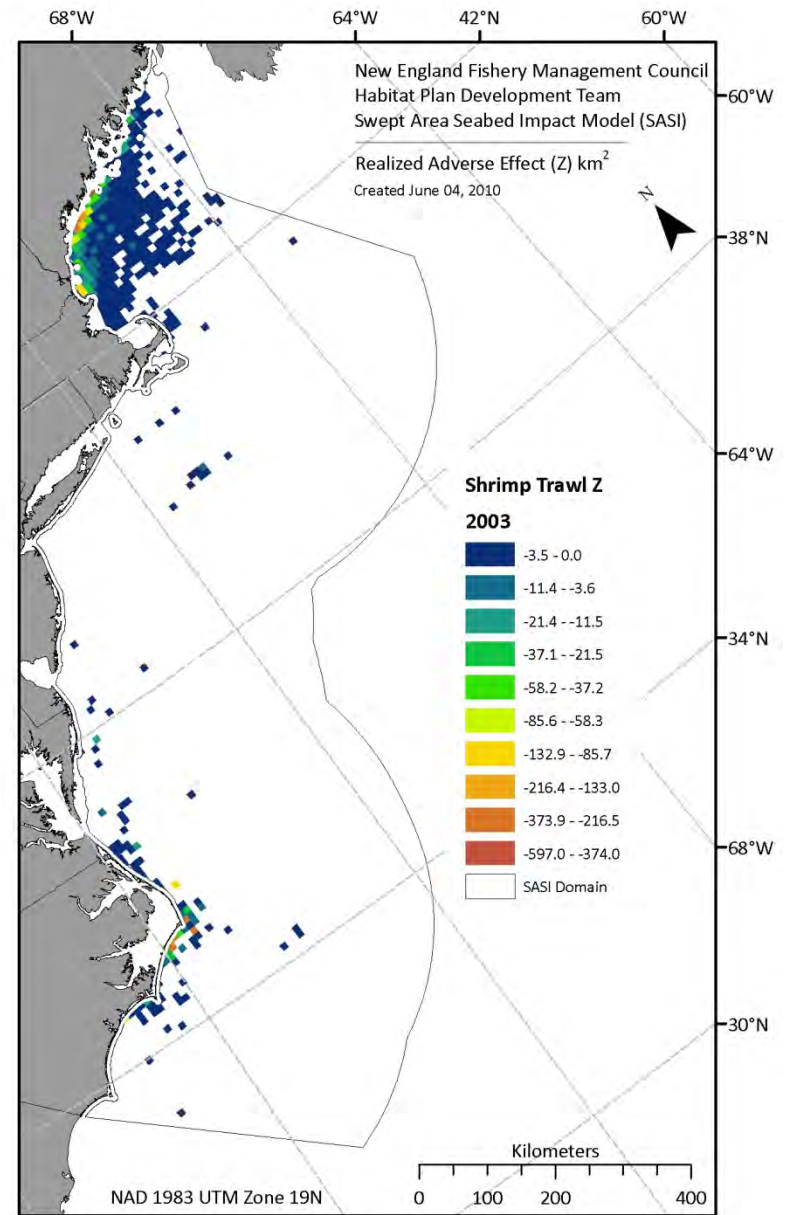 68°W
64°W
42°N
60°W
New England Fishery Management Council
Habitat Plan Development Team
Swept Area Seabed Impact Model (SASI)
Realized Adverse Effect (Z) km²
Created June 04, 2010
N
60°W
38°N
64°W
Shrimp Trawl Z
2003
-3.5 - 0.0
-11.4 - -3.6
-21.4 - -11.5
-37.1 - -21.5
-58.2 - -37.2
-85.6 - -58.3
-132.9 - -85.7
-216.4 - -133.0
-373.9 - -216.5
-597.0 - -374.0
SASI Domain
34°N
68°W
30°N
Kilometers
0 100 200 300 400
NAD 1983 UTM Zone 19N